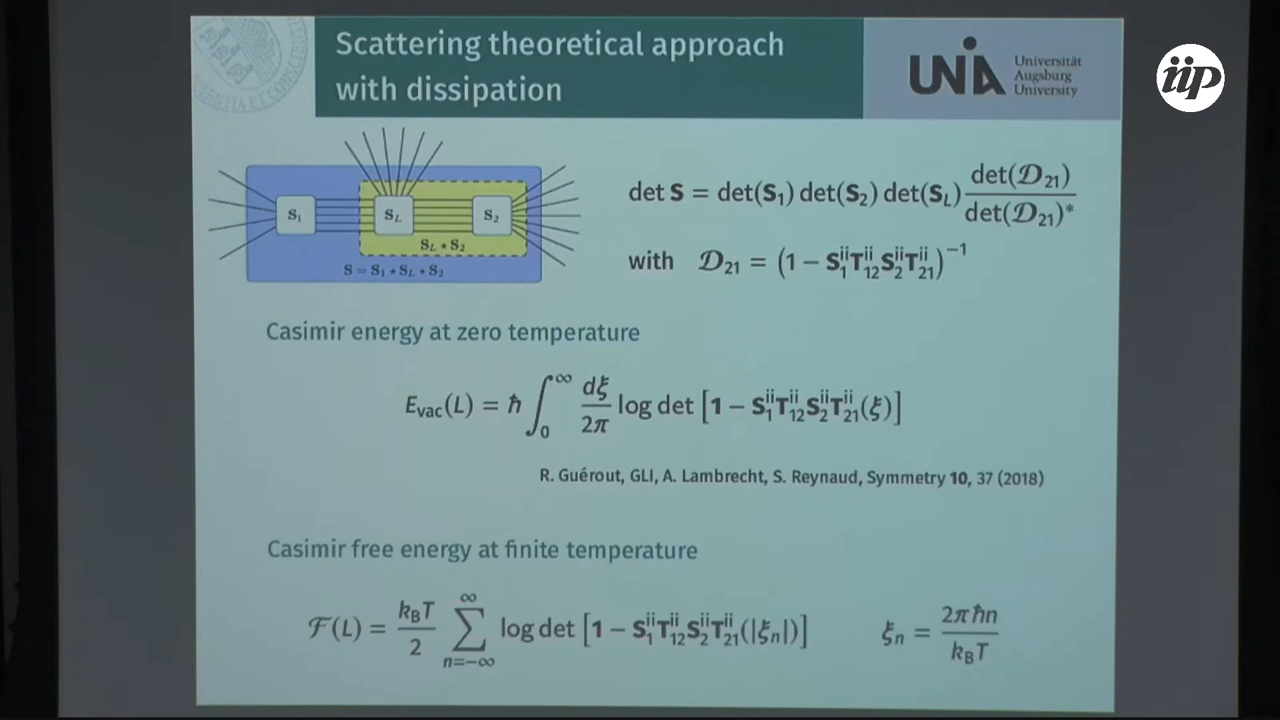 Scattering theoretical approach
with dissipation
UNIA
Universität
Augsburg
University
iip
S₁
S_L
S₂
S_L ⋆ S₂
S = S₁ ⋆ S_L ⋆ S₂
det S = det(S₁) det(S₂) det(S_L) det(𝒟₂₁) / det(𝒟₂₁)*
with 𝒟₂₁ = (1 − S₁ⁱⁱT₁₂ⁱⁱS₂ⁱⁱT₂₁ⁱⁱ)⁻¹
Casimir energy at zero temperature
E_vac(L) = ℏ ∫₀^∞ dξ/2π log det [1 − S₁ⁱⁱT₁₂ⁱⁱS₂ⁱⁱT₂₁ⁱⁱ(ξ)]
R. Guérout, GLI, A. Lambrecht, S. Reynaud, Symmetry 10, 37 (2018)
Casimir free energy at finite temperature
ℱ(L) = k_BT/2 ∑_{n=−∞}^{∞} log det [1 − S₁ⁱⁱT₁₂ⁱⁱS₂ⁱⁱT₂₁ⁱⁱ(|ξₙ|)] ξₙ = 2πℏn/k_BT